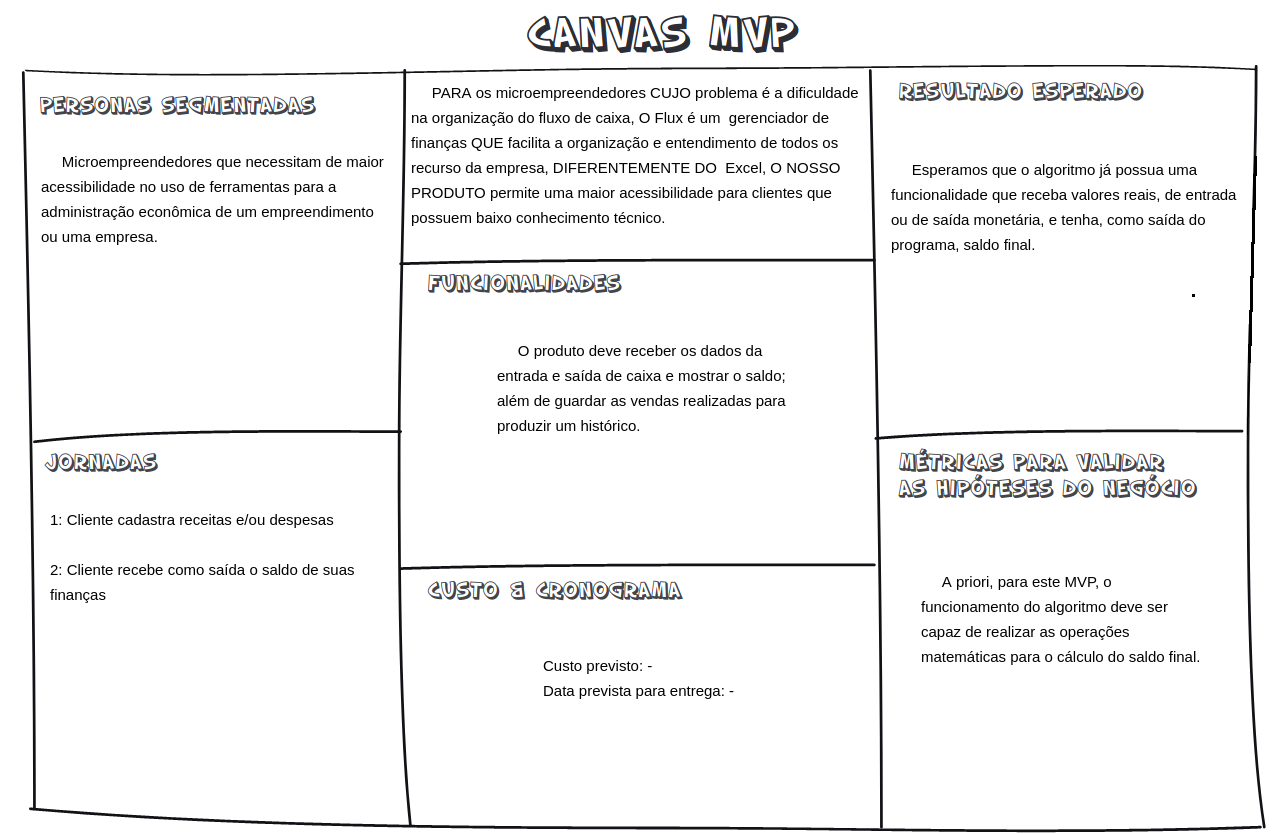 CANVAS MVP
PERSONAS SEGMENTADAS
Microempreendedores que necesitam de maior
acessibilidade no uso de ferramentas para a
administração econômica de um empreendimento
ou uma empresa.
JORNADAS
1: Cliente cadastra receitas e/ou despesas
2: Cliente recebe como saída o saldo de suas
finanças
PARA os microempreendedores CUJO problema é a dificuldade
na organização do fluxo de caixa, O Flux é um  gerenciador de
finanças QUE facilita a organização e entendimento de todos os
recurso da empresa, DIFERENTEMENTE DO  Excel, O NOSSO
PRODUTO permite uma maior acessibilidade para clientes que
possuem baixo conhecimento técnico.
FUNCIONALIDADES
O produto deve receber os dados da
entrada e saída de caixa e mostrar o saldo;
além de guardar as vendas realizadas para
produzir um histórico.
CUSTO & CRONOGRAMA
Custo previsto: -
Data prevista para entrega: -
RESULTADO ESPERADO
Esperamos que o algoritmo já possua uma
funcionalidade que receba valores reais, de entrada
ou de saída monetária, e tenha, como saída do
programa, saldo final.
MÉTRICAS PARA VALIDAR
AS HIPÓTESES DO NEGÓCIO
A priori, para este MVP, o
funcionamento do algoritmo deve ser
capaz de realizar as operações
matemáticas para o cálculo do saldo final.